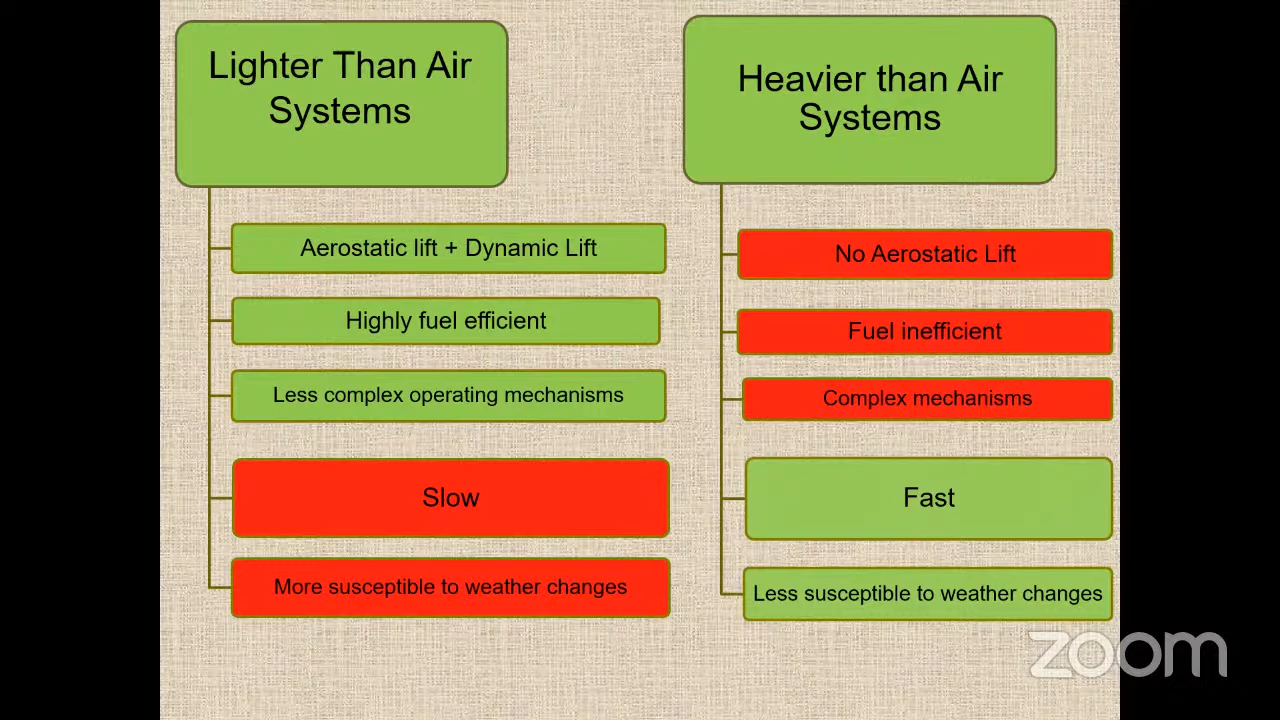 Lighter Than Air
Systems
Aerostatic lift + Dynamic Lift
Highly fuel efficient
Less complex operating mechanisms
Slow
More susceptible to weather changes
Heavier than Air
Systems
No Aerostatic Lift
Fuel inefficient
Complex mechanisms
Fast
Less susceptible to weather changes
zoom